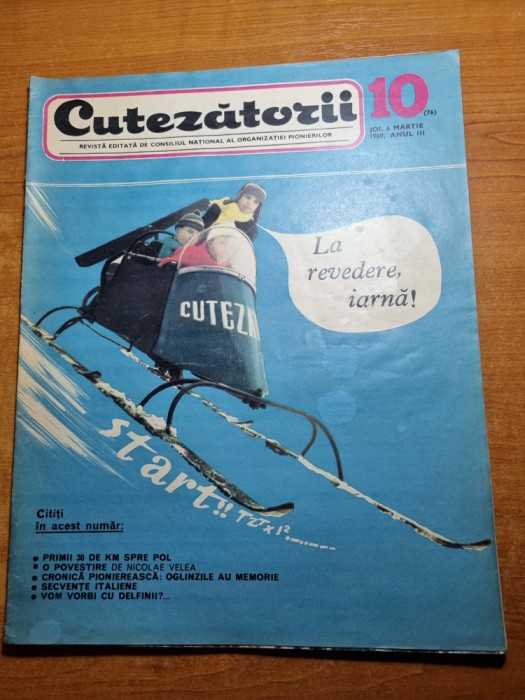 Cutezătorii
10
(76)
REVISTĂ EDITATĂ DE CONSILIUL NAȚIONAL AL ORGANIZAȚIEI PIONIERILOR
JOI, 6 MARTIE
1969, ANUL III
La
revedere,
iarnă!
CUTEZA
start!!
Citiți
în acest număr:
• PRIMII 30 DE KM SPRE POL
• O POVESTIRE DE NICOLAE VELEA
• CRONICĂ PIONIEREASCĂ: OGLINZILE AU MEMORIE
• SECVENȚE ITALIENE
• VOM VORBI CU DELFINII?...